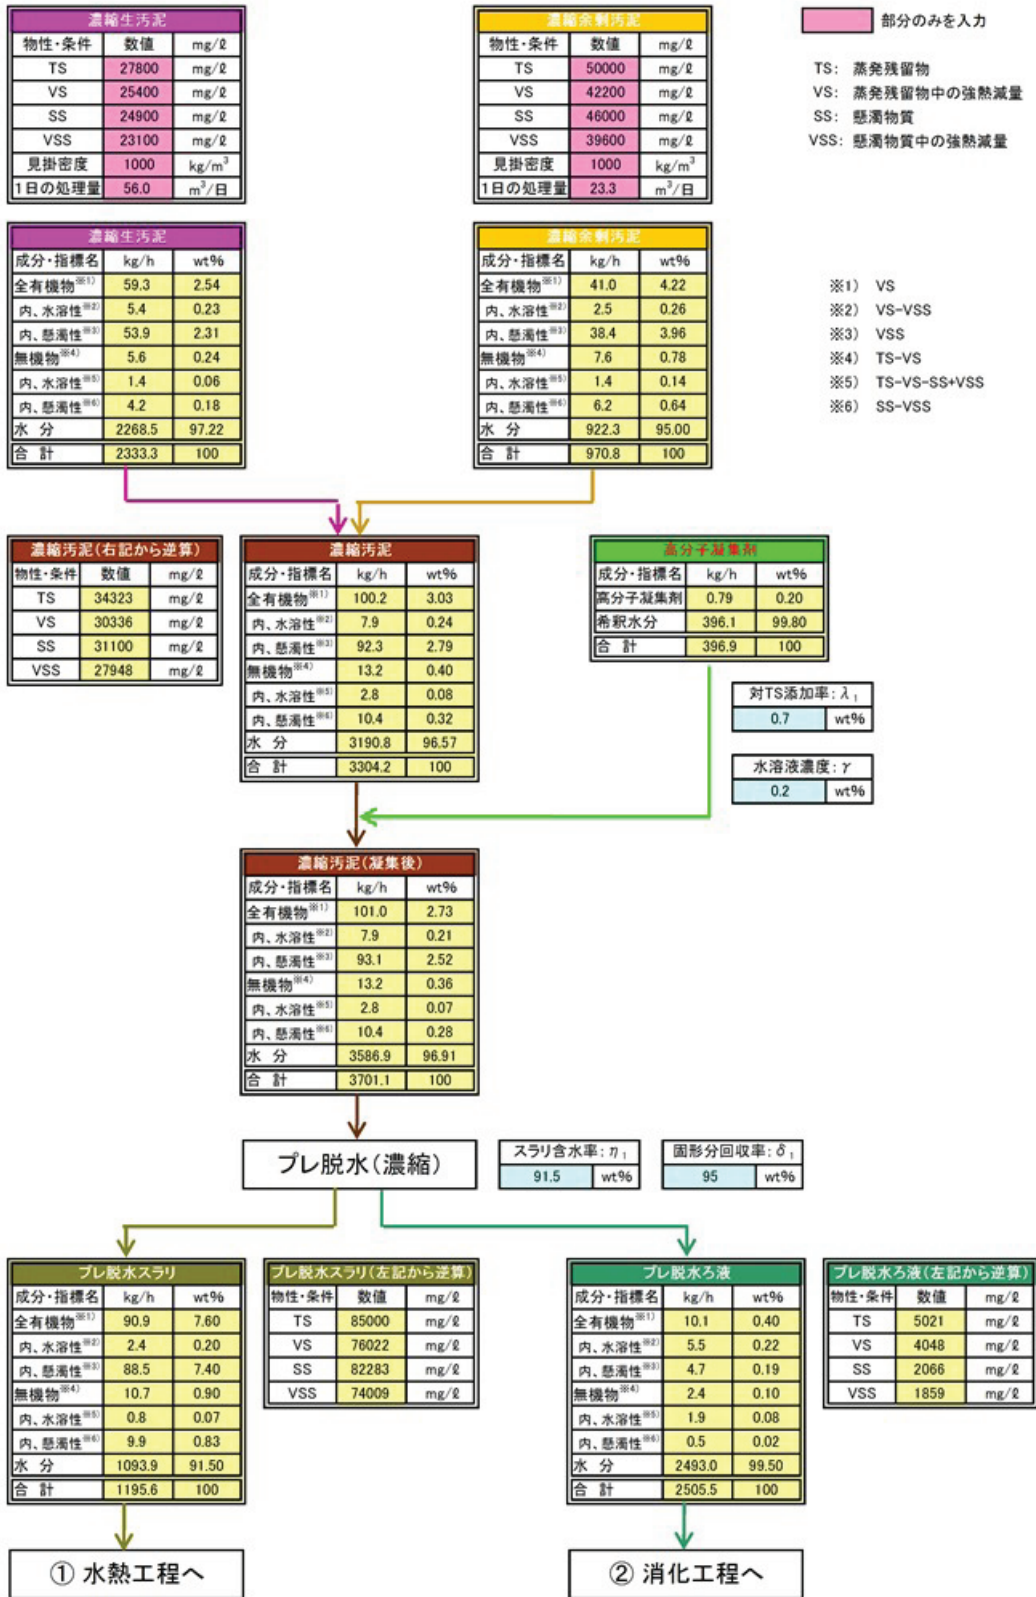 濃縮生汚泥
物性・条件 数値 mg/ℓ
TS 27800 mg/ℓ
VS 25400 mg/ℓ
SS 24900 mg/ℓ
VSS 23100 mg/ℓ
見掛密度 1000 kg/m³
1日の処理量 56.0 m³/日
濃縮余剰汚泥
物性・条件 数値 mg/ℓ
TS 50000 mg/ℓ
VS 42200 mg/ℓ
SS 46000 mg/ℓ
VSS 39600 mg/ℓ
見掛密度 1000 kg/m³
1日の処理量 23.3 m³/日
部分のみを入力
TS: 蒸発残留物
VS: 蒸発残留物中の強熱減量
SS: 懸濁物質
VSS: 懸濁物質中の強熱減量
濃縮生汚泥
成分・指標名 kg/h wt%
全有機物※1) 59.3 2.54
内、水溶性※2) 5.4 0.23
内、懸濁性※3) 53.9 2.31
無機物※4) 5.6 0.24
内、水溶性※5) 1.4 0.06
内、懸濁性※6) 4.2 0.18
水 分 2268.5 97.22
合 計 2333.3 100
濃縮余剰汚泥
成分・指標名 kg/h wt%
全有機物※1) 41.0 4.22
内、水溶性※2) 2.5 0.26
内、懸濁性※3) 38.4 3.96
無機物※4) 7.6 0.78
内、水溶性※5) 1.4 0.14
内、懸濁性※6) 6.2 0.64
水 分 922.3 95.00
合 計 970.8 100
※1) VS
※2) VS-VSS
※3) VSS
※4) TS-VS
※5) TS-VS-SS+VSS
※6) SS-VSS
濃縮汚泥(右記から逆算)
物性・条件 数値 mg/ℓ
TS 34323 mg/ℓ
VS 30336 mg/ℓ
SS 31100 mg/ℓ
VSS 27948 mg/ℓ
濃縮汚泥
成分・指標名 kg/h wt%
全有機物※1) 100.2 3.03
内、水溶性※2) 7.9 0.24
内、懸濁性※3) 92.3 2.79
無機物※4) 13.2 0.40
内、水溶性※5) 2.8 0.08
内、懸濁性※6) 10.4 0.32
水 分 3190.8 96.57
合 計 3304.2 100
高分子凝集剤
成分・指標名 kg/h wt%
高分子凝集剤 0.79 0.20
希釈水分 396.1 99.80
合 計 396.9 100
対TS添加率:λ₁
0.7 wt%
水溶液濃度:γ
0.2 wt%
濃縮汚泥(凝集後)
成分・指標名 kg/h wt%
全有機物※1) 101.0 2.73
内、水溶性※2) 7.9 0.21
内、懸濁性※3) 93.1 2.52
無機物※4) 13.2 0.36
内、水溶性※5) 2.8 0.07
内、懸濁性※6) 10.4 0.28
水 分 3586.9 96.91
合 計 3701.1 100
プレ脱水(濃縮)
スラリ含水率:η₁
91.5 wt%
固形分回収率:δ₁
95 wt%
プレ脱水スラリ
成分・指標名 kg/h wt%
全有機物※1) 90.9 7.60
内、水溶性※2) 2.4 0.20
内、懸濁性※3) 88.5 7.40
無機物※4) 10.7 0.90
内、水溶性※5) 0.8 0.07
内、懸濁性※6) 9.9 0.83
水 分 1093.9 91.50
合 計 1195.6 100
プレ脱水スラリ(左記から逆算)
物性・条件 数値 mg/ℓ
TS 85000 mg/ℓ
VS 76022 mg/ℓ
SS 82283 mg/ℓ
VSS 74009 mg/ℓ
プレ脱水ろ液
成分・指標名 kg/h wt%
全有機物※1) 10.1 0.40
内、水溶性※2) 5.5 0.22
内、懸濁性※3) 4.7 0.19
無機物※4) 2.4 0.10
内、水溶性※5) 1.9 0.08
内、懸濁性※6) 0.5 0.02
水 分 2493.0 99.50
合 計 2505.5 100
プレ脱水ろ液(左記から逆算)
物性・条件 数値 mg/ℓ
TS 5021 mg/ℓ
VS 4048 mg/ℓ
SS 2066 mg/ℓ
VSS 1859 mg/ℓ
① 水熱工程へ
② 消化工程へ